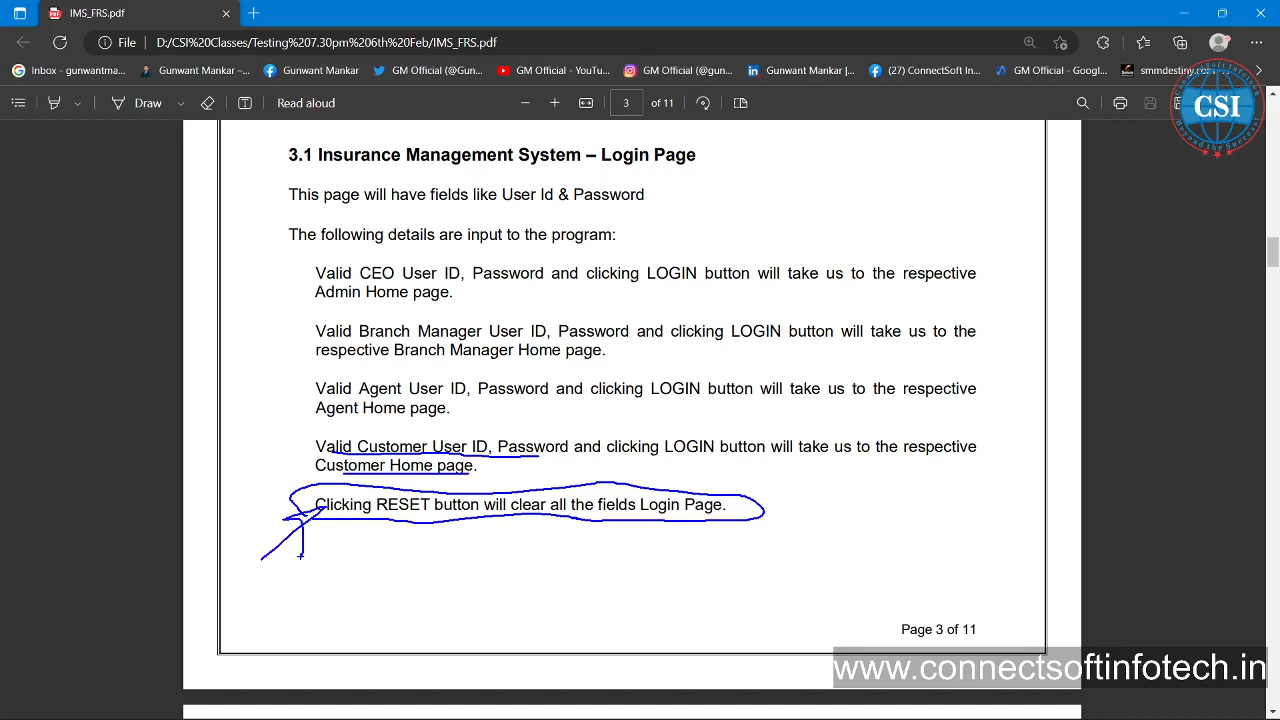 IMS_FRS.pdf
File D:/CSI%20Classes/Testing%207.30pm%206th%20Feb/IMS_FRS.pdf
Inbox - gunwantma... Gunwant Mankar –... Gunwant Mankar GM Official (@Gun... GM Official - YouTu... GM Official (@gun... Gunwant Mankar |... (27) ConnectSoft In... GM Official - Googl... smmdestiny.com...
Draw Read aloud 3 of 11
CSI
Beyond the Success
3.1 Insurance Management System – Login Page
This page will have fields like User Id & Password
The following details are input to the program:
Valid CEO User ID, Password and clicking LOGIN button will take us to the respective
Admin Home page.
Valid Branch Manager User ID, Password and clicking LOGIN button will take us to the
respective Branch Manager Home page.
Valid Agent User ID, Password and clicking LOGIN button will take us to the respective
Agent Home page.
Valid Customer User ID, Password and clicking LOGIN button will take us to the respective
Customer Home page.
Clicking RESET button will clear all the fields Login Page.
Page 3 of 11
www.connectsoftinfotech.in